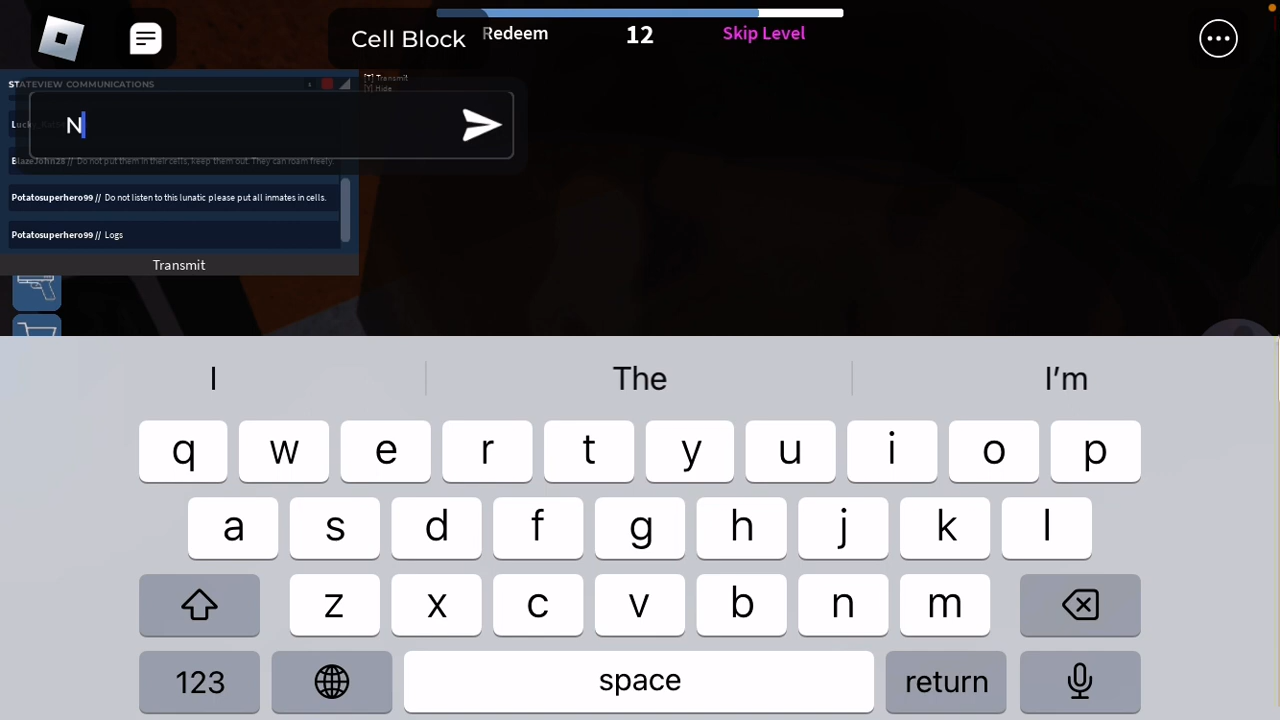 Cell Block
Redeem
12
Skip Level
STATEVIEW COMMUNICATIONS
[T] Transmit
[Y] Hide
N
BlazeJohn28 // Do not put them in their cells, keep them out. They can roam freely.
Potatosuperhero99 // Do not listen to this lunatic please put all inmates in cells.
Potatosuperhero99 // Logs
Transmit
I The I'm
q w e r t y u i o p
a s d f g h j k l
z x c v b n m
123 space return